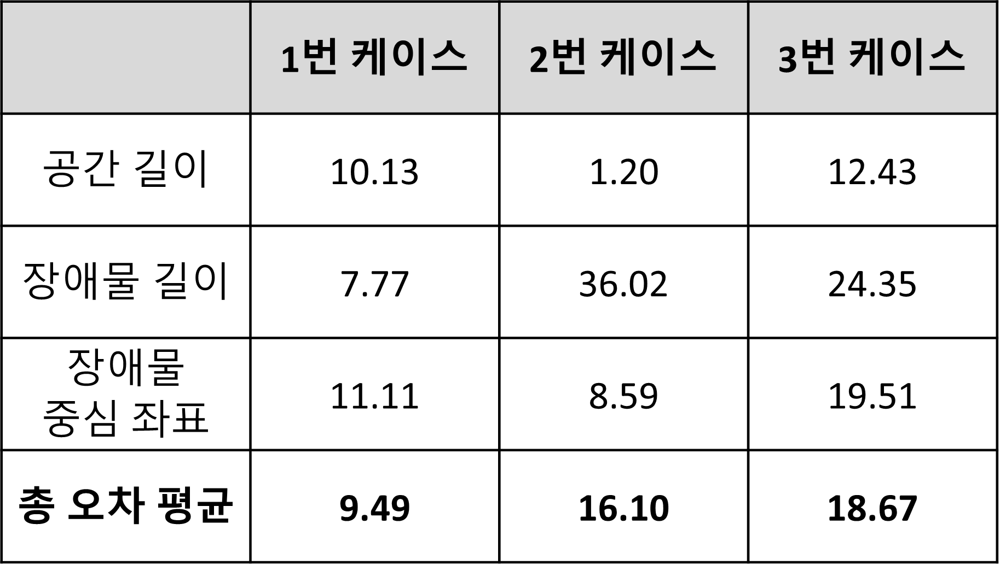 1번 케이스 2번 케이스 3번 케이스
공간 길이 10.13 1.20 12.43
장애물 길이 7.77 36.02 24.35
장애물
중심 좌표 11.11 8.59 19.51
총 오차 평균 9.49 16.10 18.67